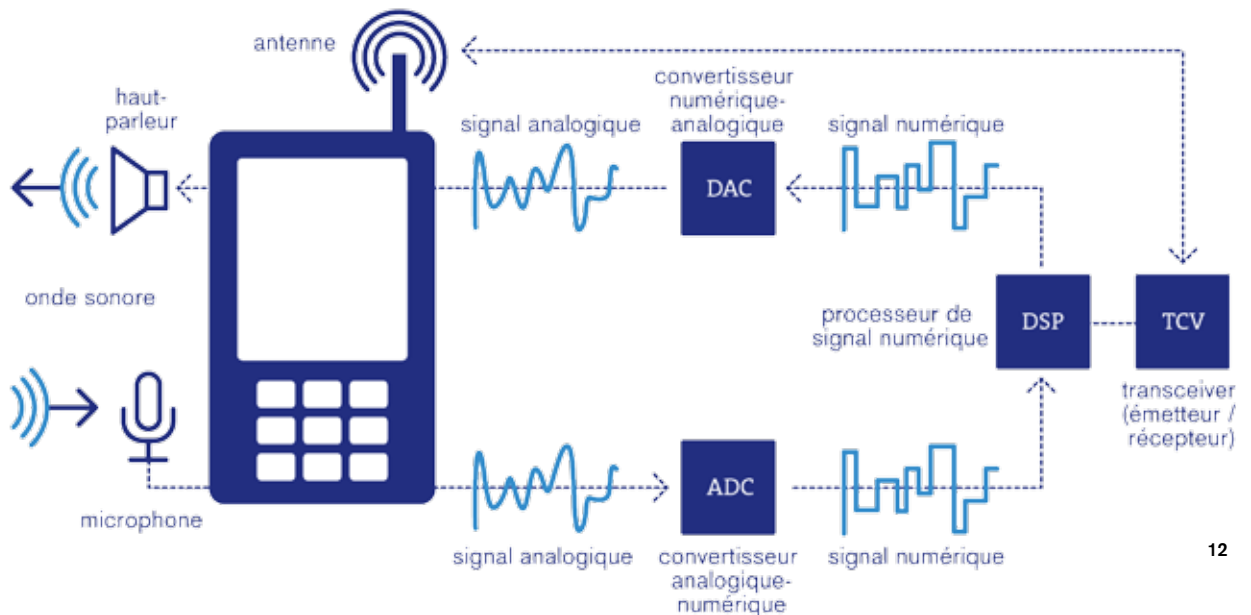 antenne
haut-
parleur
signal analogique
convertisseur
numérique-
analogique
signal numérique
DAC
onde sonore
processeur de
signal numérique
DSP
TCV
transceiver
(émetteur /
récepteur)
microphone
signal analogique
ADC
convertisseur
analogique-
numérique
signal numérique
12